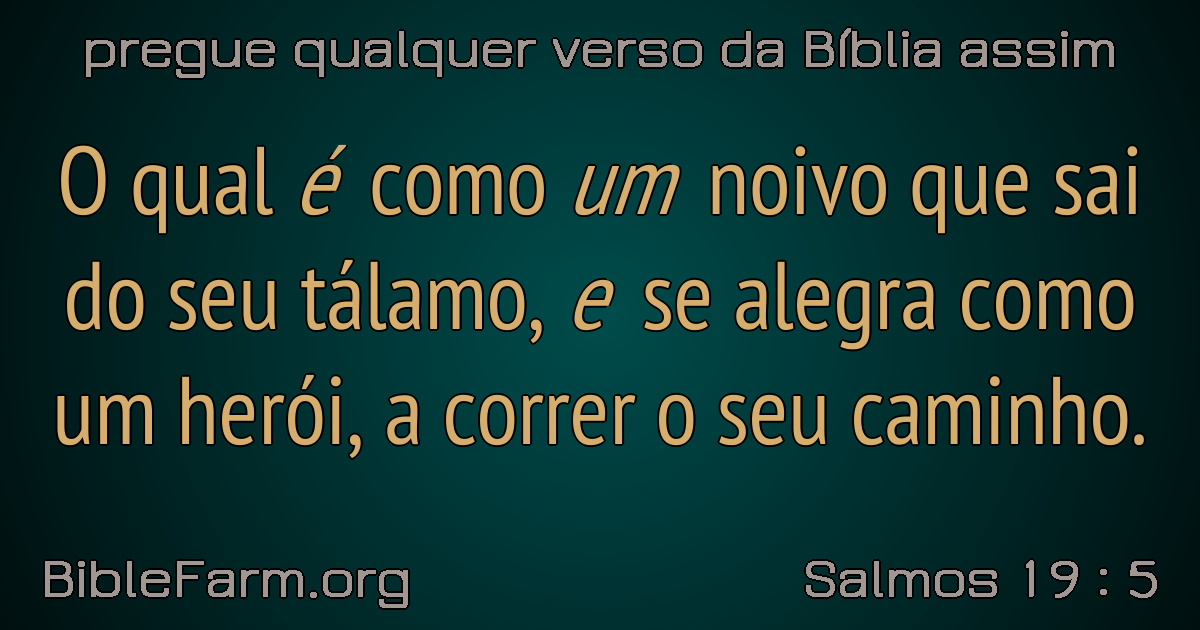 pregue qualquer verso da Bíblia assim
O qual é como um noivo que sai
do seu tálamo, e se alegra como
um herói, a correr o seu caminho.
BibleFarm.org
Salmos 19 : 5